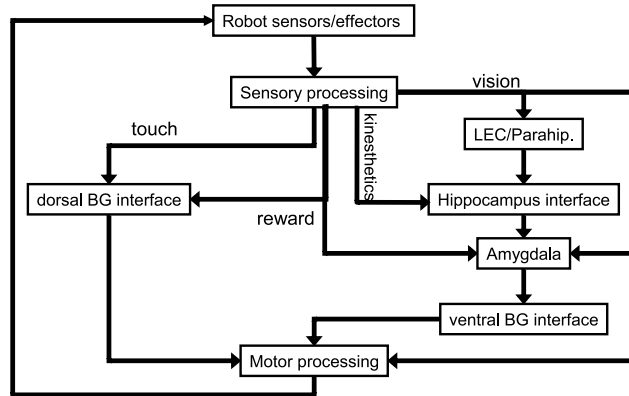 Robot sensors/effectors
Sensory processing
vision
touch
kinesthetics
LEC/Parahip.
dorsal BG interface
Hippocampus interface
reward
Amygdala
ventral BG interface
Motor processing